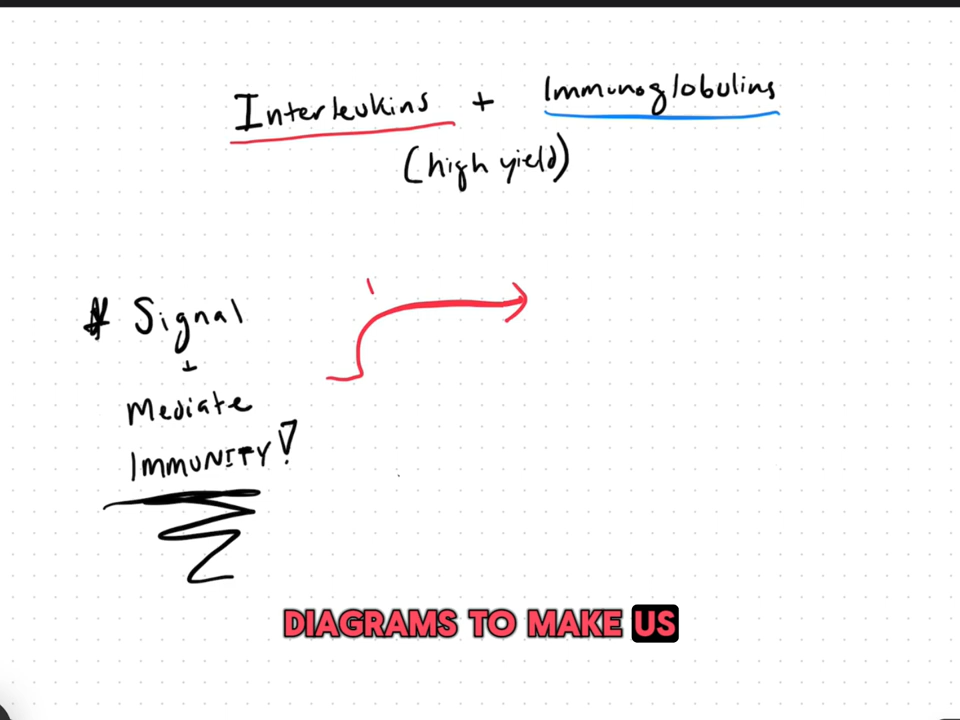 Interleukins + Immunoglobulins
(high yield)
* Signal
+
Mediate
IMMUNITY!
DIAGRAMS TO MAKE US